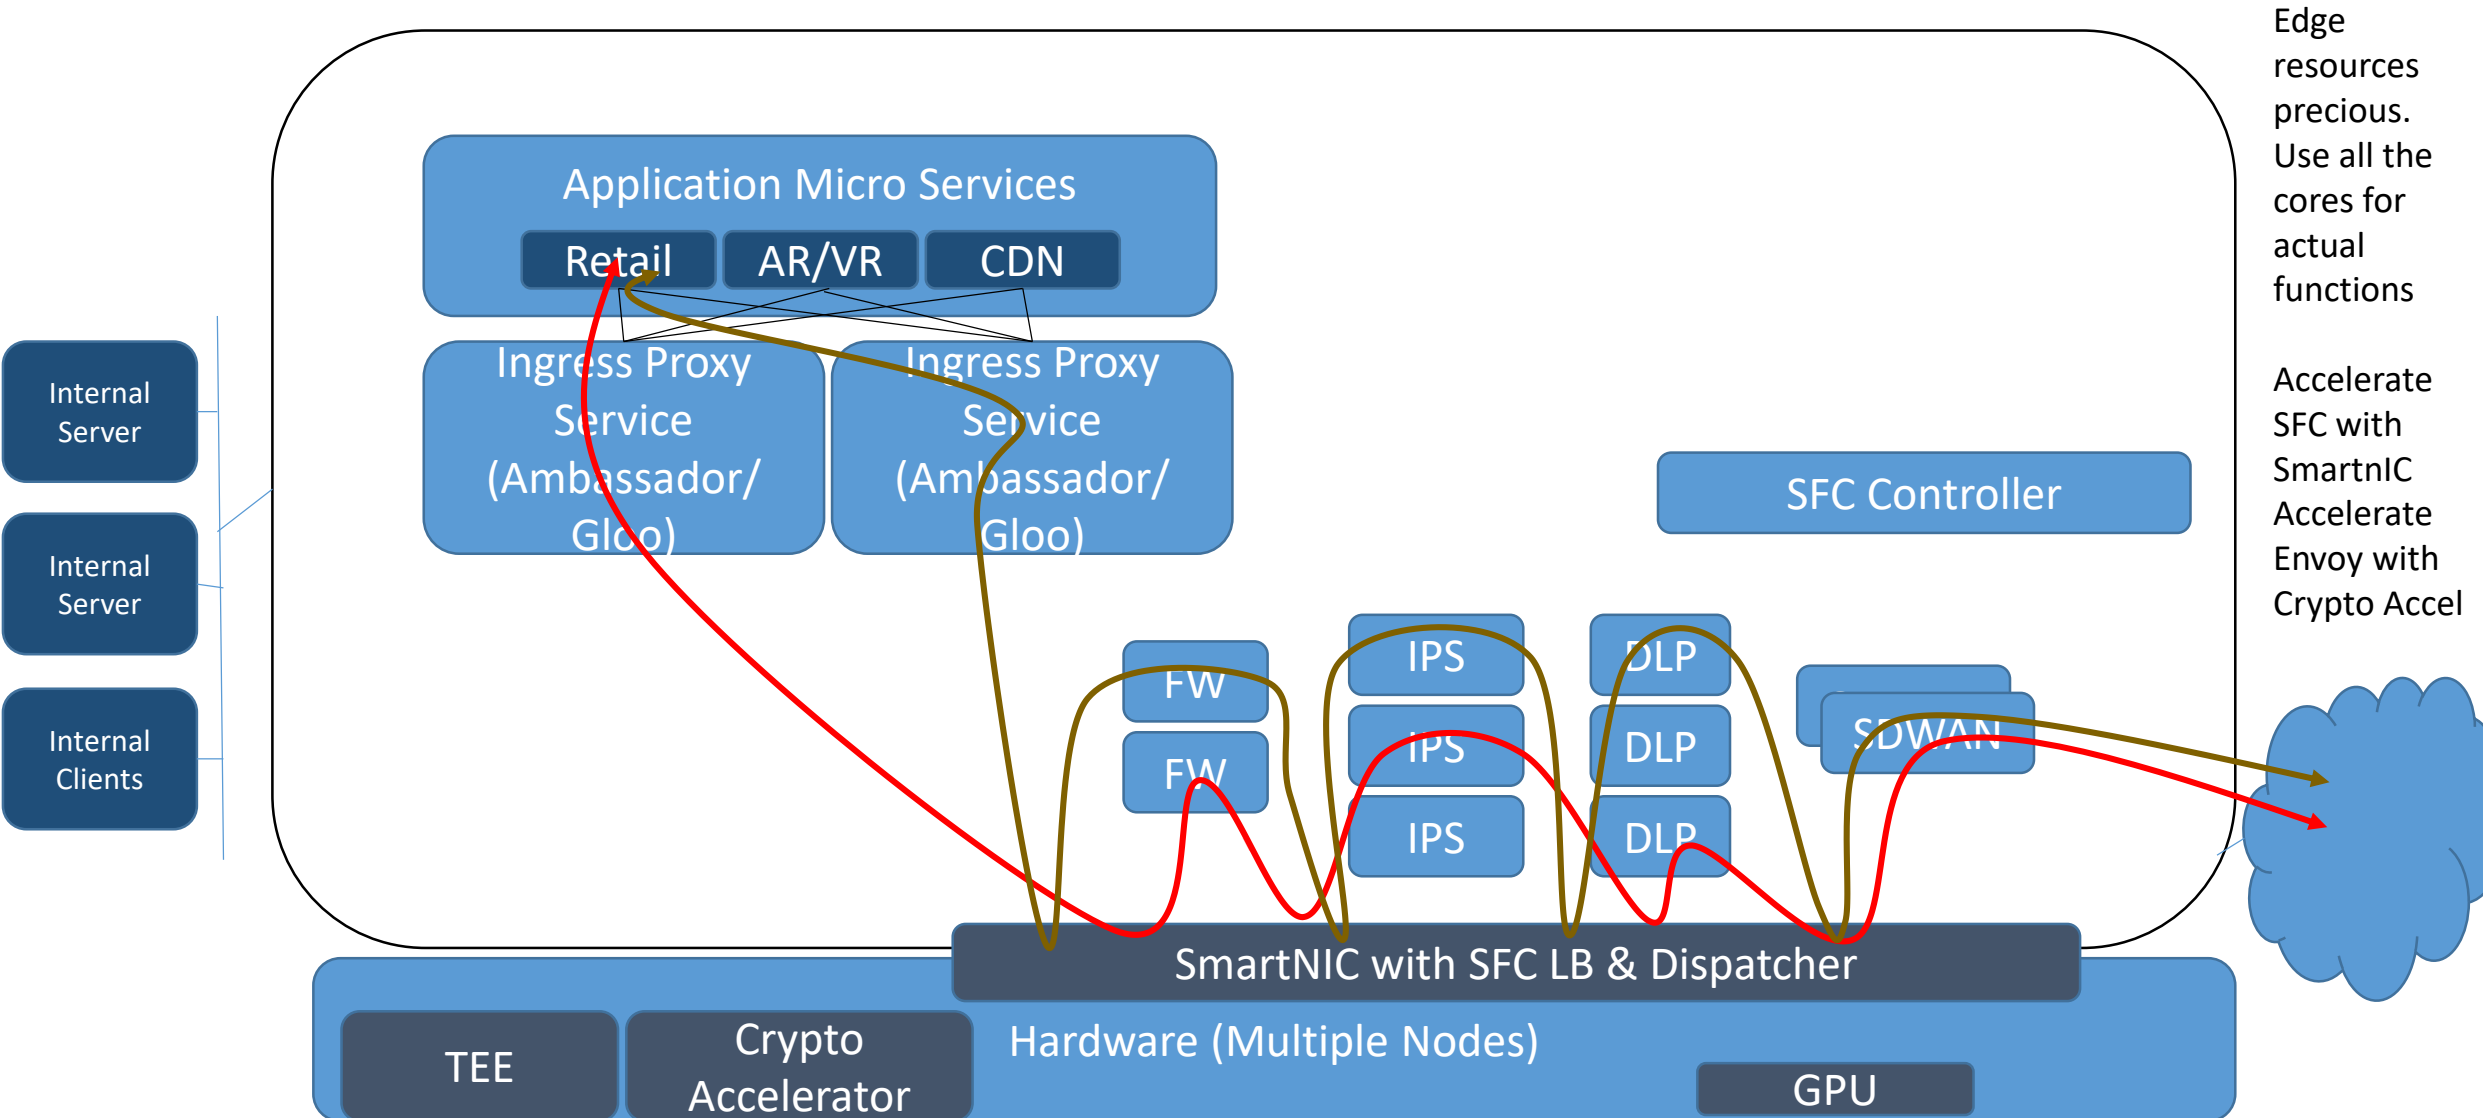 Edge
resources
precious.
Use all the
cores for
actual
functions
Accelerate
SFC with
SmartnIC
Accelerate
Envoy with
Crypto Accel
Application Micro Services
Retail
AR/VR
CDN
Ingress Proxy
Service
(Ambassador/
Gloo)
Ingress Proxy
Service
(Ambassador/
Gloo)
Internal
Server
Internal
Server
Internal
Clients
SFC Controller
FW
FW
IPS
IPS
IPS
DLP
DLP
DLP
SDWAN
SmartNIC with SFC LB & Dispatcher
Hardware (Multiple Nodes)
TEE
Crypto
Accelerator
GPU